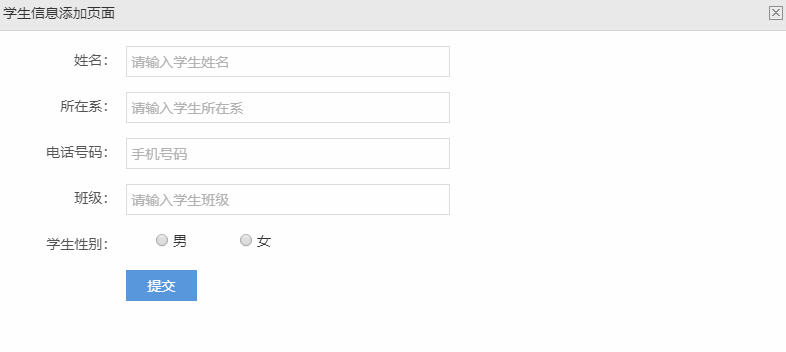 学生信息添加页面
姓名： 请输入学生姓名
所在系： 请输入学生所在系
电话号码： 手机号码
班级： 请输入学生班级
学生性别： 男 女
提交